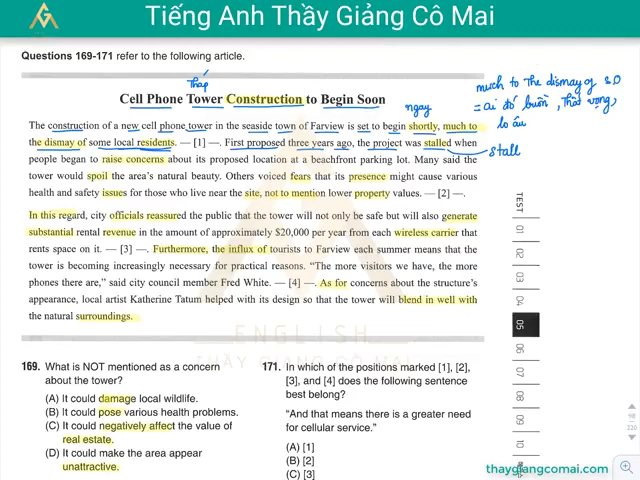 Tiếng Anh Thầy Giảng Cô Mai
Questions 169-171 refer to the following article.
Tháp
Cell Phone Tower Construction to Begin Soon
much to the dismay of S.O
= ai đó buồn, thất vọng,
lo âu
ngay
The construction of a new cell phone tower in the seaside town of Farview is set to begin shortly, much to
the dismay of some local residents. — [1] —. First proposed three years ago, the project was stalled when
stall
people began to raise concerns about its proposed location at a beachfront parking lot. Many said the
tower would spoil the area's natural beauty. Others voiced fears that its presence might cause various
health and safety issues for those who live near the site, not to mention lower property values. — [2] —.
In this regard, city officials reassured the public that the tower will not only be safe but will also generate
substantial rental revenue in the amount of approximately $20,000 per year from each wireless carrier that
rents space on it. — [3] —. Furthermore, the influx of tourists to Farview each summer means that the
tower is becoming increasingly necessary for practical reasons. “The more visitors we have, the more
phones there are,” said city council member Fred White. — [4] —. As for concerns about the structure's
appearance, local artist Katherine Tatum helped with its design so that the tower will blend in well with
the natural surroundings.
ENGLISH
THẦY GIẢNG CÔ MAI
169. What is NOT mentioned as a concern
about the tower?
(A) It could damage local wildlife.
(B) It could pose various health problems.
(C) It could negatively affect the value of
real estate.
(D) It could make the area appear
unattractive.
171. In which of the positions marked [1], [2],
[3], and [4] does the following sentence
best belong?
“And that means there is a greater need
for cellular service.”
(A) [1]
(B) [2]
(C) [3]
TEST
01
02
03
04
05
06
07
08
09
10
98
220
thaygiangcomai.com